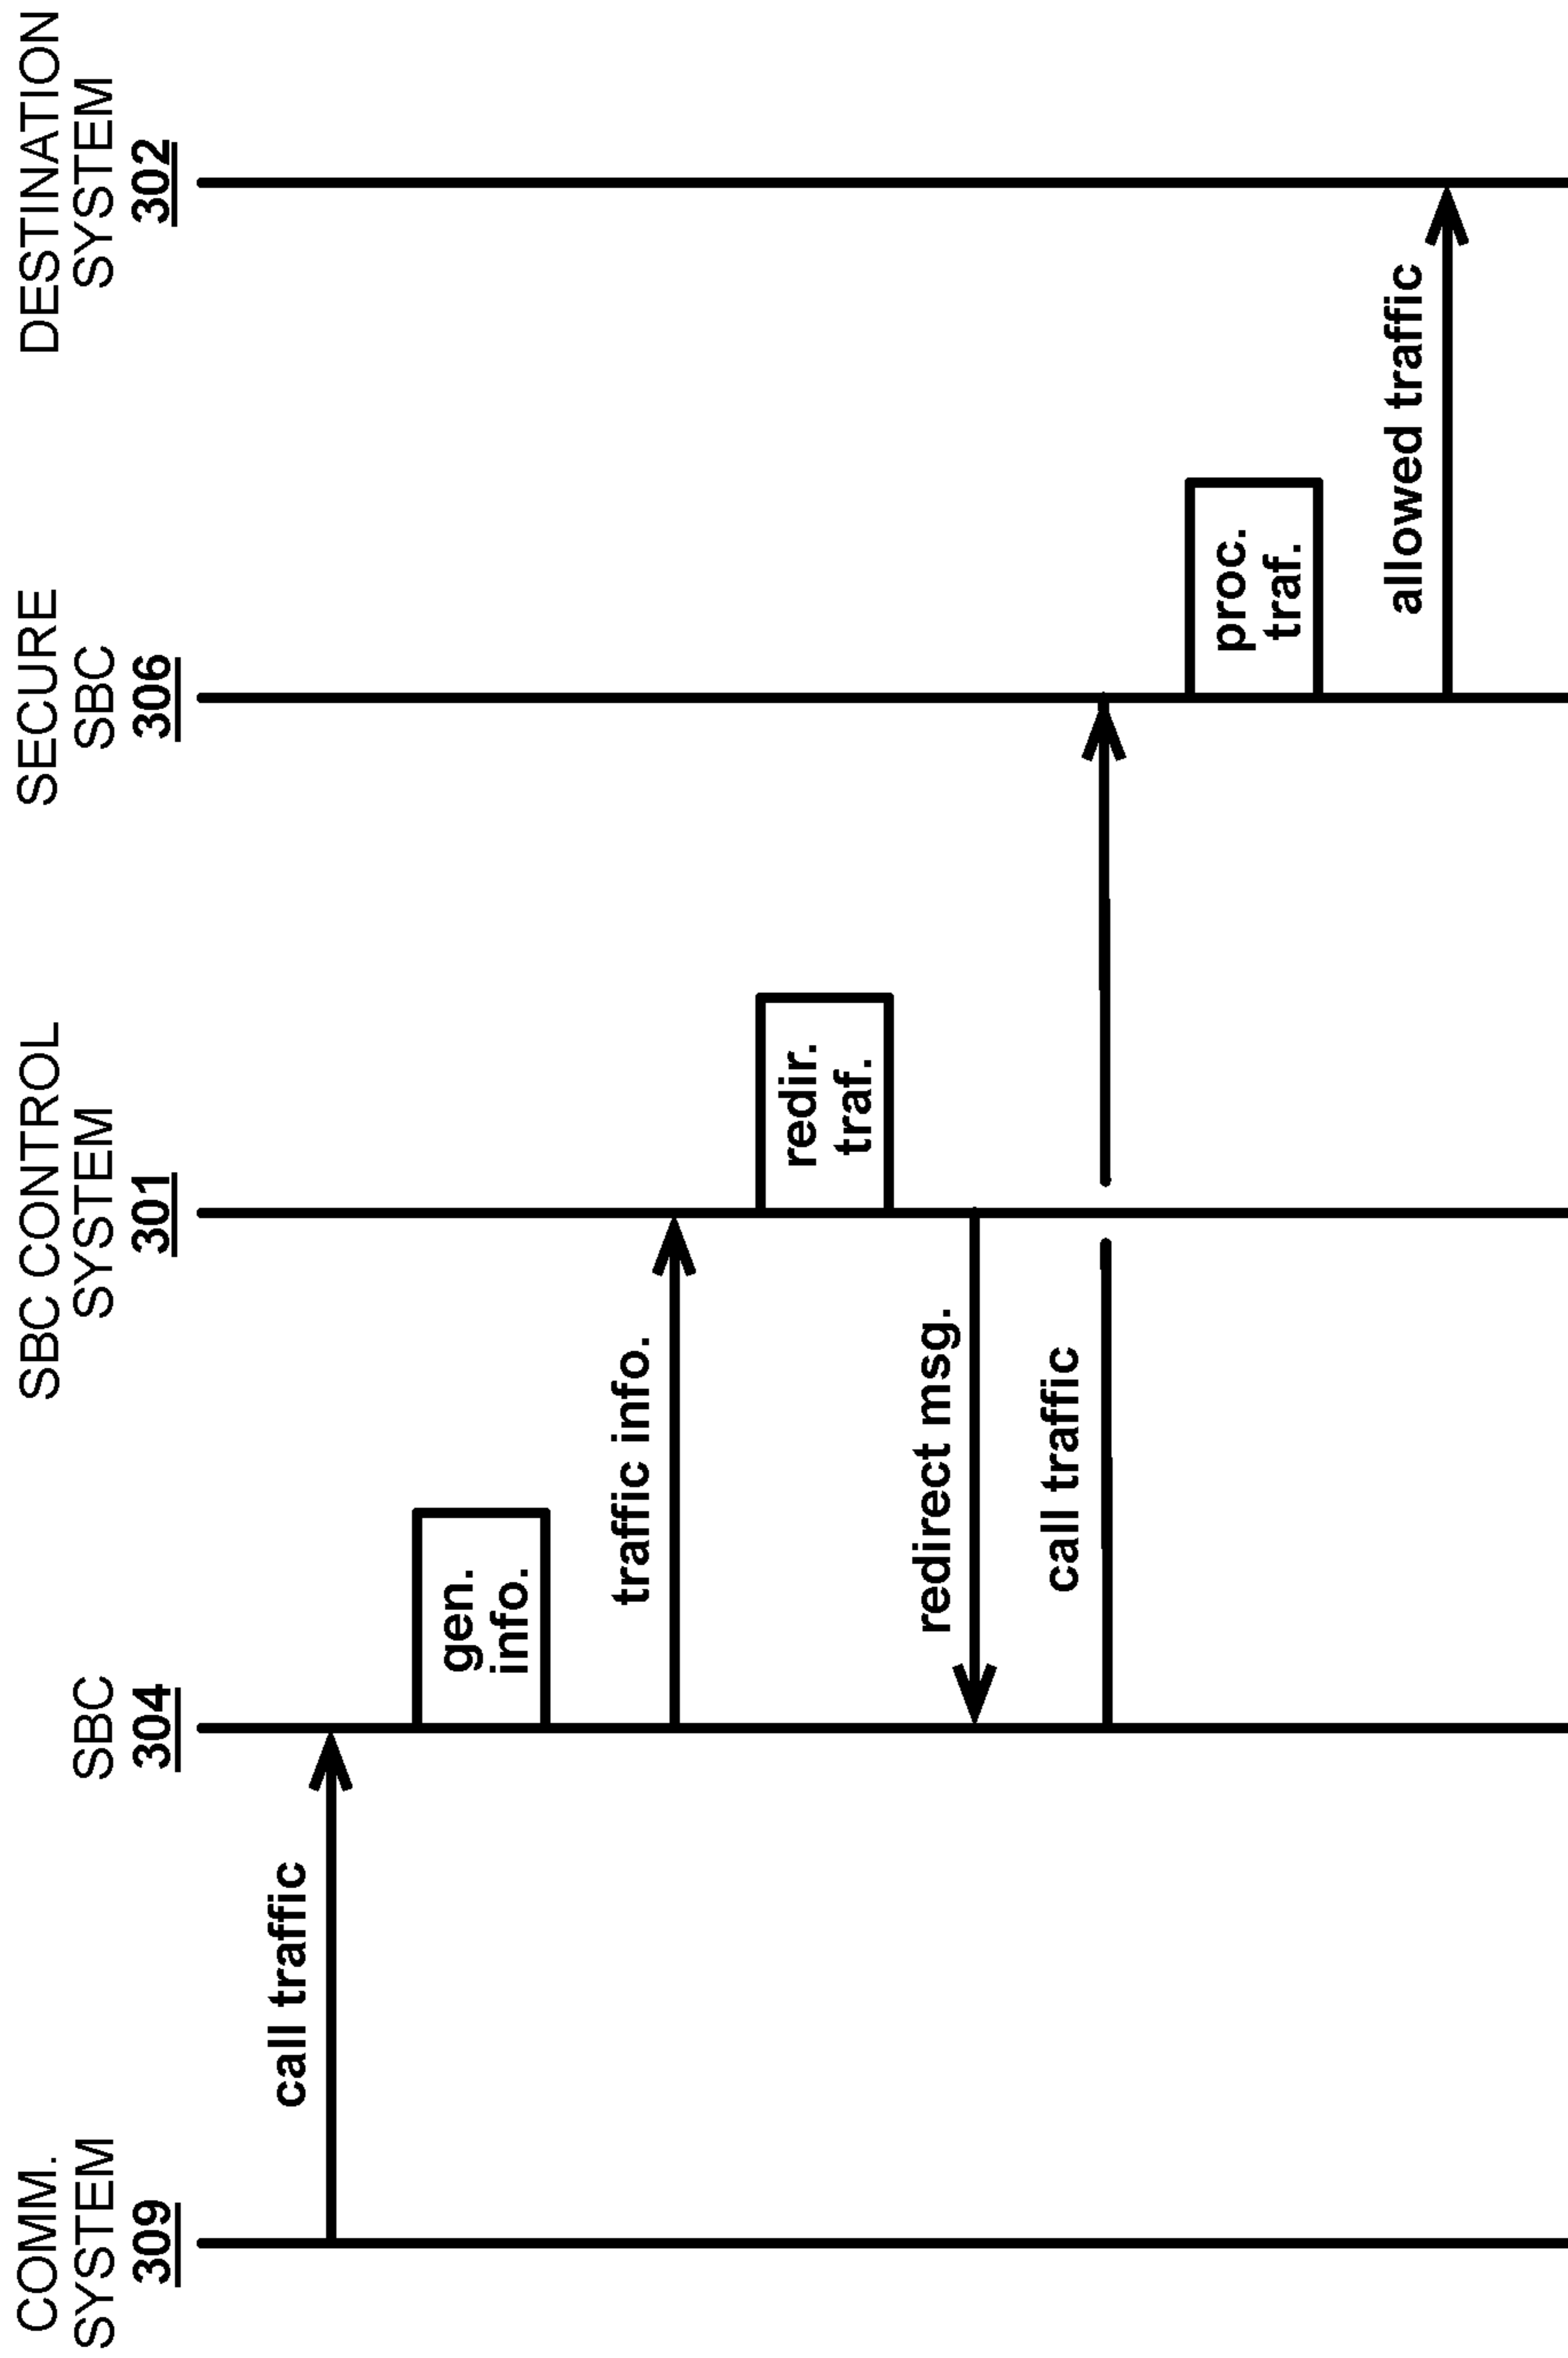 COMM.
SYSTEM
309
SBC
304
SBC CONTROL
SYSTEM
301
SECURE
SBC
306
DESTINATION
SYSTEM
302
call traffic
gen.
info.
traffic info.
redir.
traf.
redirect msg.
call traffic
proc.
traf.
allowed traffic